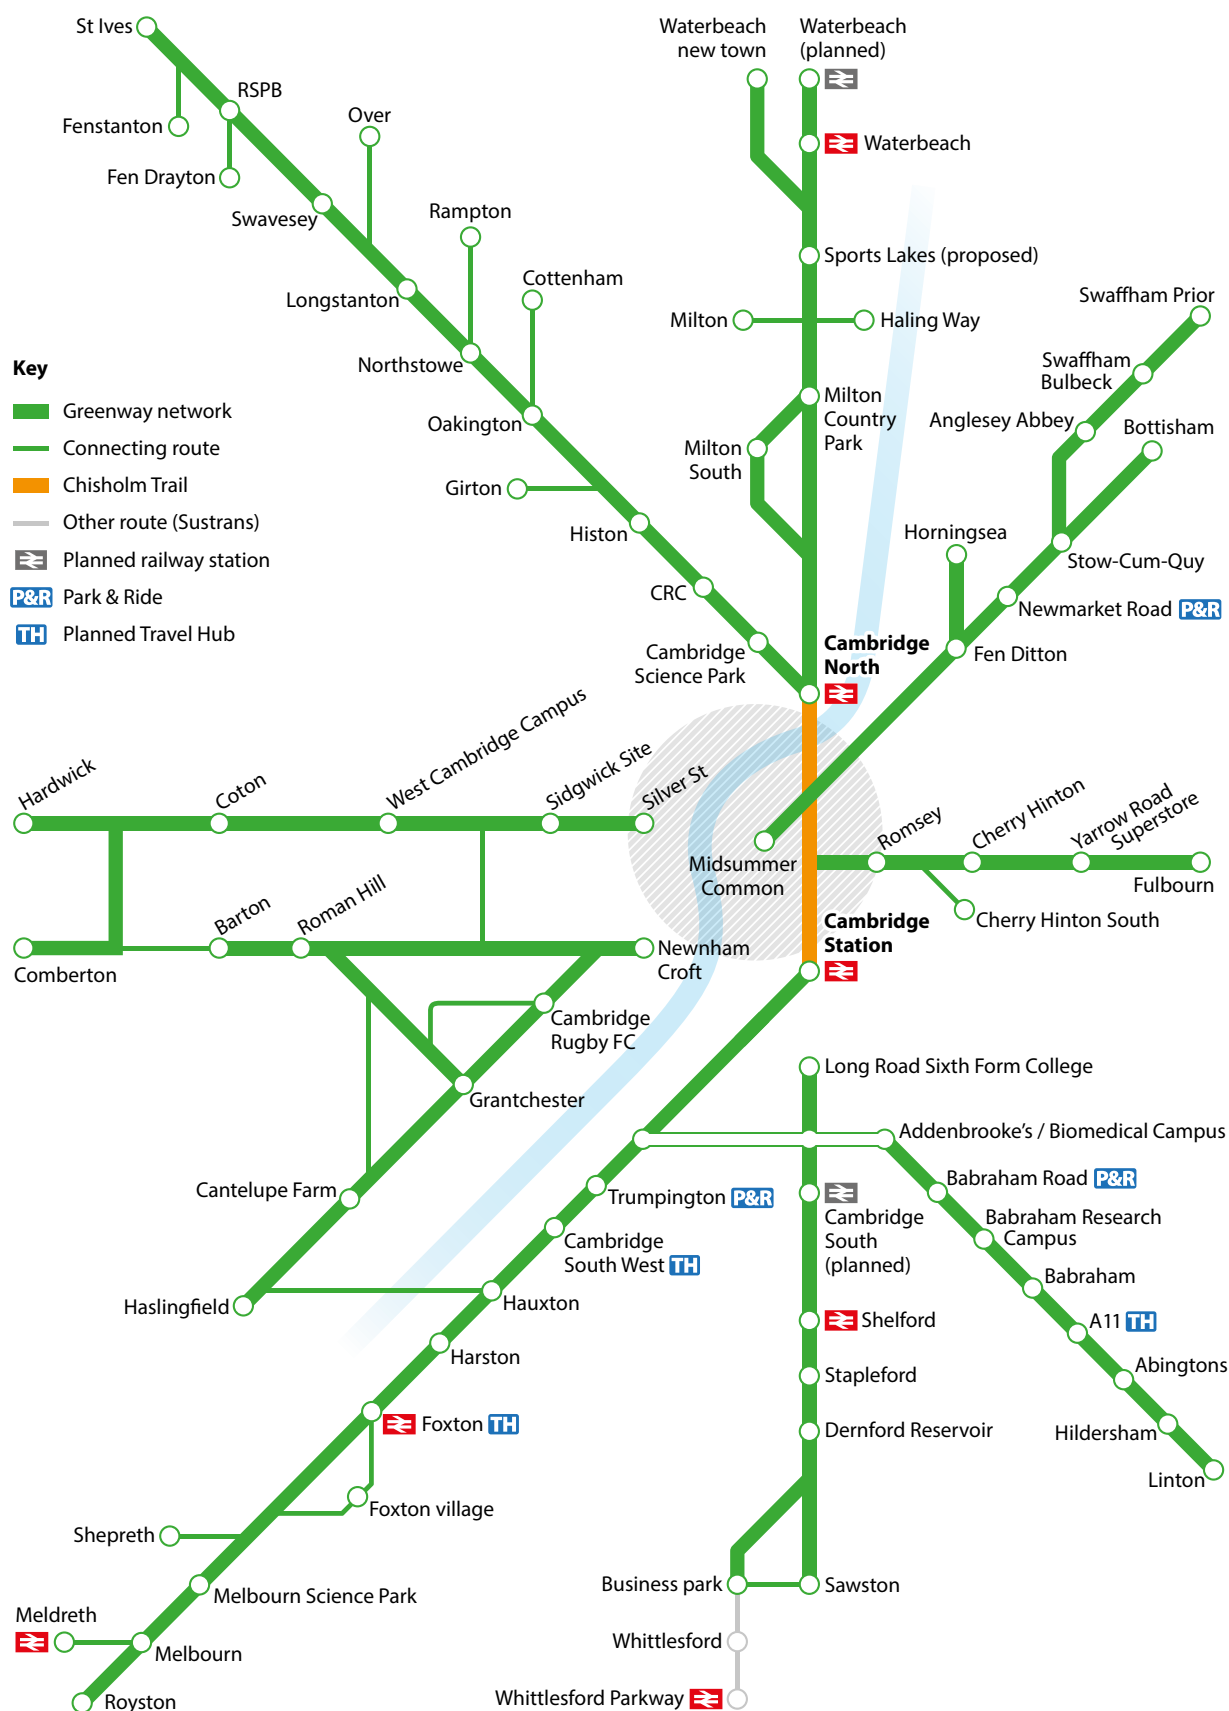 St Ives
Waterbeach
new town
Waterbeach
(planned)
RSPB
Over
Fenstanton
Waterbeach
Fen Drayton
Swavesey
Rampton
Sports Lakes (proposed)
Cottenham
Longstanton
Swaffham Prior
Milton
Haling Way
Northstowe
Swaffham
Bulbeck
Key
Greenway network
Connecting route
Chisholm Trail
Other route (Sustrans)
Planned railway station
P&R Park & Ride
TH Planned Travel Hub
Oakington
Milton
Country
Park
Anglesey Abbey
Bottisham
Milton
South
Girton
Histon
Horningsea
Stow-Cum-Quy
CRC
Newmarket Road P&R
Cambridge
Science Park
Cambridge
North
Fen Ditton
Hardwick
Coton
West Cambridge Campus
Sidgwick Site
Silver St
Midsummer
Common
Romsey
Cherry Hinton
Yarrow Road
Superstore
Fulbourn
Cherry Hinton South
Barton
Roman Hill
Comberton
Newnham
Croft
Cambridge
Station
Cambridge
Rugby FC
Grantchester
Long Road Sixth Form College
Addenbrooke's / Biomedical Campus
Cantelupe Farm
Trumpington P&R
Babraham Road P&R
Cambridge
South West TH
Cambridge
South
(planned)
Babraham Research
Campus
Babraham
Haslingfield
Hauxton
Shelford
A11 TH
Harston
Stapleford
Abingtons
Foxton TH
Dernford Reservoir
Hildersham
Linton
Foxton village
Shepreth
Business park
Sawston
Melbourn Science Park
Meldreth
Melbourn
Whittlesford
Royston
Whittlesford Parkway